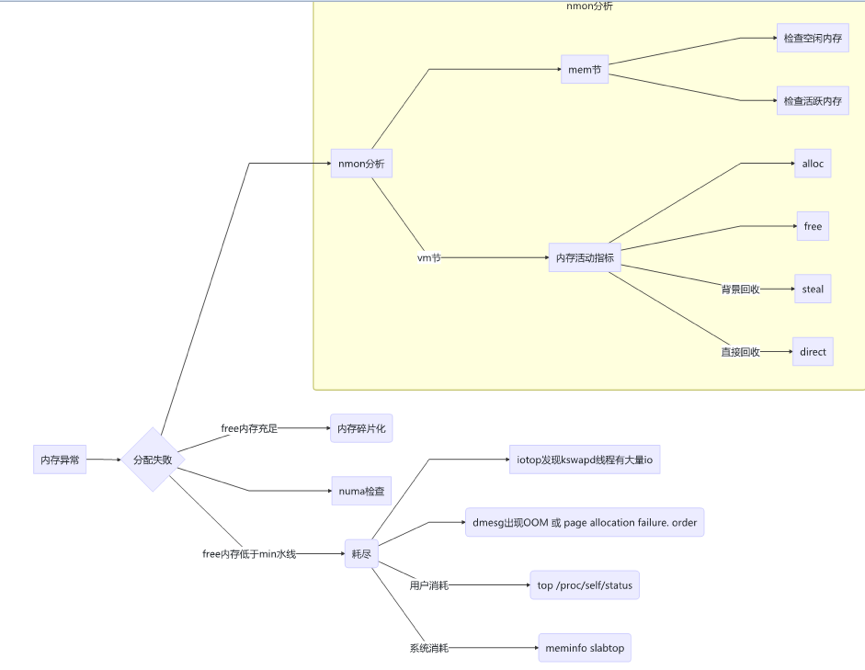 nmon分析
检查空闲内存
mem节
检查活跃内存
nmon分析
alloc
free
vm节
内存活动指标
背景回收
steal
直接回收
direct
free内存充足
内存碎片化
内存异常
分配失败
iotop发现kswapd线程有大量io
numa检查
dmesg出现OOM 或 page allocation failure. order
free内存低于min水线
耗尽
用户消耗
top /proc/self/status
系统消耗
meminfo slabtop